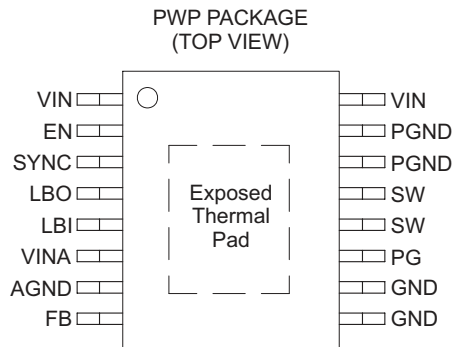 PWP PACKAGE
(TOP VIEW)
VIN
EN
SYNC
LBO
LBI
VINA
AGND
FB
Exposed
Thermal
Pad
VIN
PGND
PGND
SW
SW
PG
GND
GND